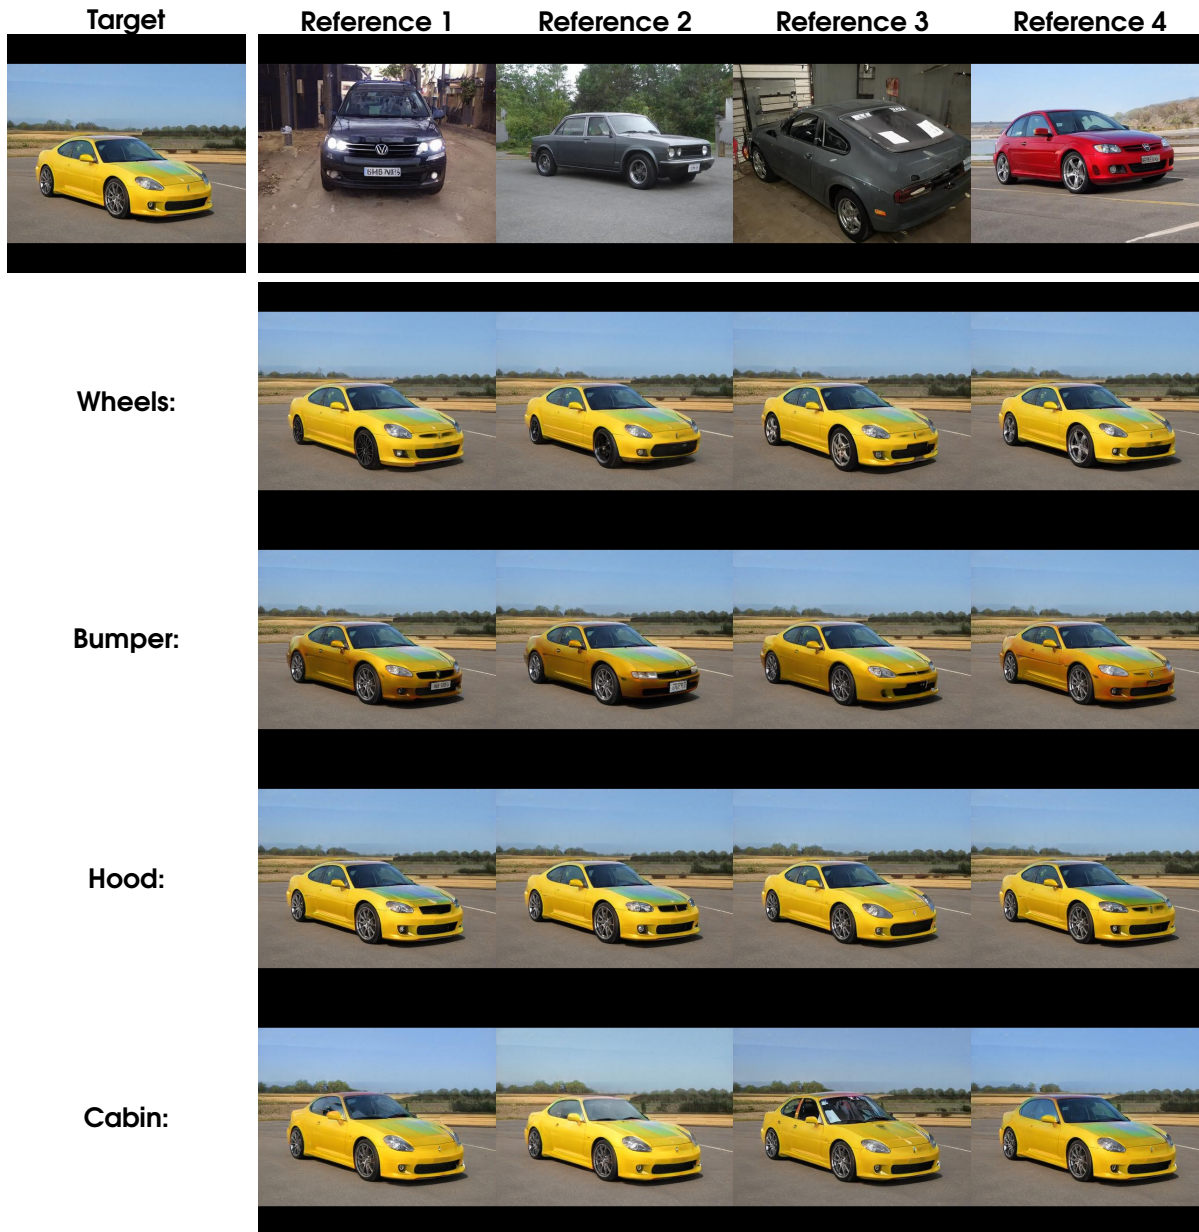 Target
Reference 1
Reference 2
Reference 3
Reference 4
Wheels:
Bumper:
Hood:
Cabin: